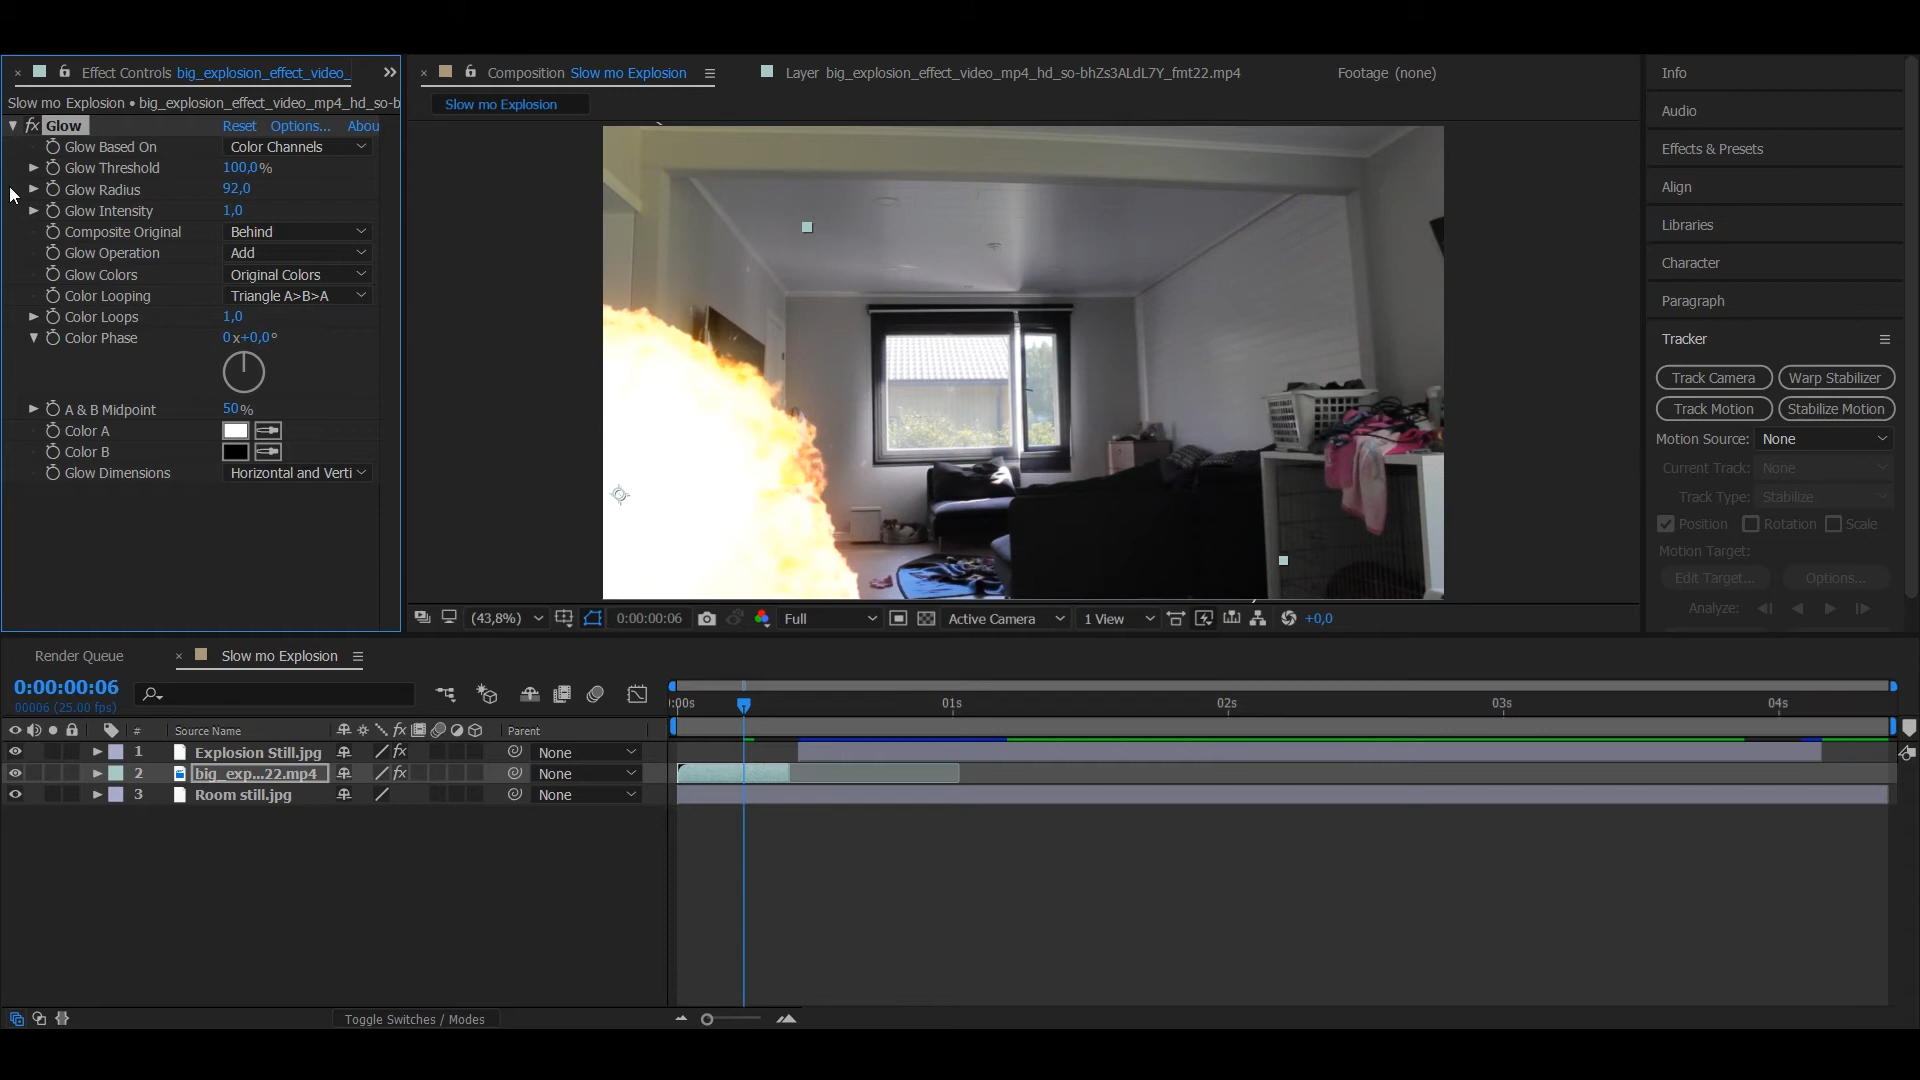 Effect Controls big_explosion_effect_video_
Slow mo Explosion • big_explosion_effect_video_mp4_hd_so-b
fx Glow Reset Options... Abou
Glow Based On Color Channels
Glow Threshold 100,0%
Glow Radius 92,0
Glow Intensity 1,0
Composite Original Behind
Glow Operation Add
Glow Colors Original Colors
Color Looping Triangle A>B>A
Color Loops 1,0
Color Phase 0x+0,0°
A & B Midpoint 50%
Color A
Color B
Glow Dimensions Horizontal and Verti
Composition Slow mo Explosion
Layer big_explosion_effect_video_mp4_hd_so-bhZs3ALdL7Y_fmt22.mp4
Footage (none)
Slow mo Explosion
(43,8%) 0:00:00:06 Full Active Camera 1 View +0,0
Info
Audio
Effects & Presets
Align
Libraries
Character
Paragraph
Tracker
Track Camera Warp Stabilizer
Track Motion Stabilize Motion
Motion Source: None
Current Track: None
Track Type: Stabilize
Position Rotation Scale
Motion Target:
Edit Target... Options...
Analyze:
Render Queue Slow mo Explosion
0:00:00:06
00006 (25.00 fps)
:00s 01s 02s 03s 04s
# Source Name fx Parent
1 Explosion Still.jpg fx None
2 big_exp...22.mp4 fx None
3 Room still.jpg None
Toggle Switches / Modes